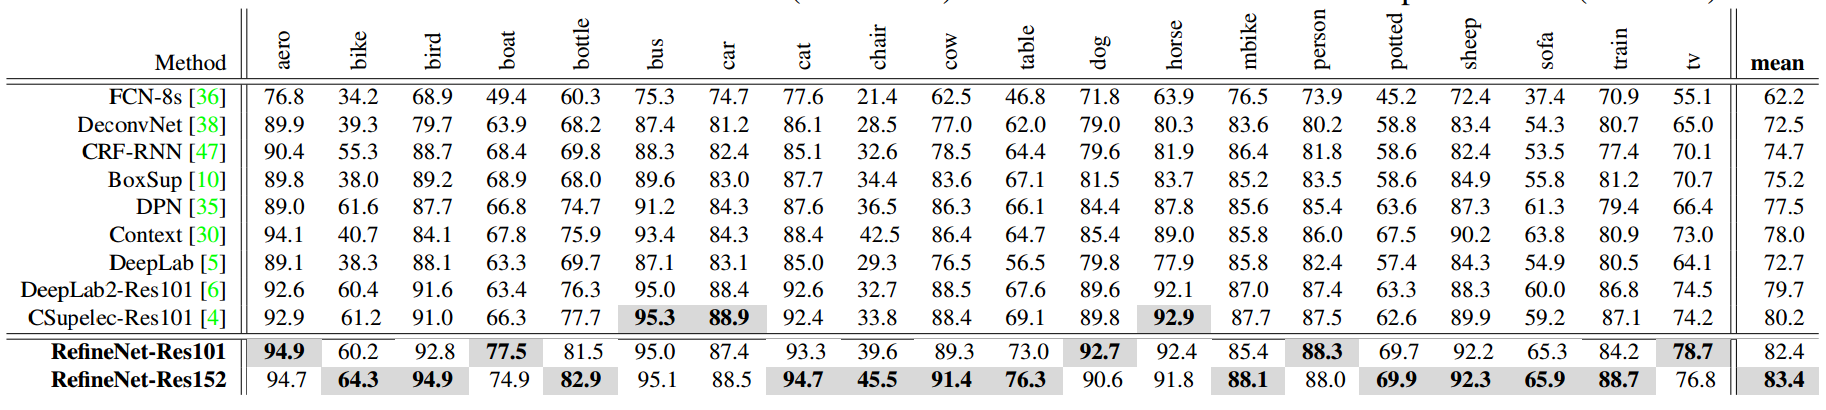 Method aero bike bird boat bottle bus car cat chair cow table dog horse mbike person potted sheep sofa train tv mean
FCN-8s [36] 76.8 34.2 68.9 49.4 60.3 75.3 74.7 77.6 21.4 62.5 46.8 71.8 63.9 76.5 73.9 45.2 72.4 37.4 70.9 55.1 62.2
DeconvNet [38] 89.9 39.3 79.7 63.9 68.2 87.4 81.2 86.1 28.5 77.0 62.0 79.0 80.3 83.6 80.2 58.8 83.4 54.3 80.7 65.0 72.5
CRF-RNN [47] 90.4 55.3 88.7 68.4 69.8 88.3 82.4 85.1 32.6 78.5 64.4 79.6 81.9 86.4 81.8 58.6 82.4 53.5 77.4 70.1 74.7
BoxSup [10] 89.8 38.0 89.2 68.9 68.0 89.6 83.0 87.7 34.4 83.6 67.1 81.5 83.7 85.2 83.5 58.6 84.9 55.8 81.2 70.7 75.2
DPN [35] 89.0 61.6 87.7 66.8 74.7 91.2 84.3 87.6 36.5 86.3 66.1 84.4 87.8 85.6 85.4 63.6 87.3 61.3 79.4 66.4 77.5
Context [30] 94.1 40.7 84.1 67.8 75.9 93.4 84.3 88.4 42.5 86.4 64.7 85.4 89.0 85.8 86.0 67.5 90.2 63.8 80.9 73.0 78.0
DeepLab [5] 89.1 38.3 88.1 63.3 69.7 87.1 83.1 85.0 29.3 76.5 56.5 79.8 77.9 85.8 82.4 57.4 84.3 54.9 80.5 64.1 72.7
DeepLab2-Res101 [6] 92.6 60.4 91.6 63.4 76.3 95.0 88.4 92.6 32.7 88.5 67.6 89.6 92.1 87.0 87.4 63.3 88.3 60.0 86.8 74.5 79.7
CSupelec-Res101 [4] 92.9 61.2 91.0 66.3 77.7 95.3 88.9 92.4 33.8 88.4 69.1 89.8 92.9 87.7 87.5 62.6 89.9 59.2 87.1 74.2 80.2
RefineNet-Res101 94.9 60.2 92.8 77.5 81.5 95.0 87.4 93.3 39.6 89.3 73.0 92.7 92.4 85.4 88.3 69.7 92.2 65.3 84.2 78.7 82.4
RefineNet-Res152 94.7 64.3 94.9 74.9 82.9 95.1 88.5 94.7 45.5 91.4 76.3 90.6 91.8 88.1 88.0 69.9 92.3 65.9 88.7 76.8 83.4